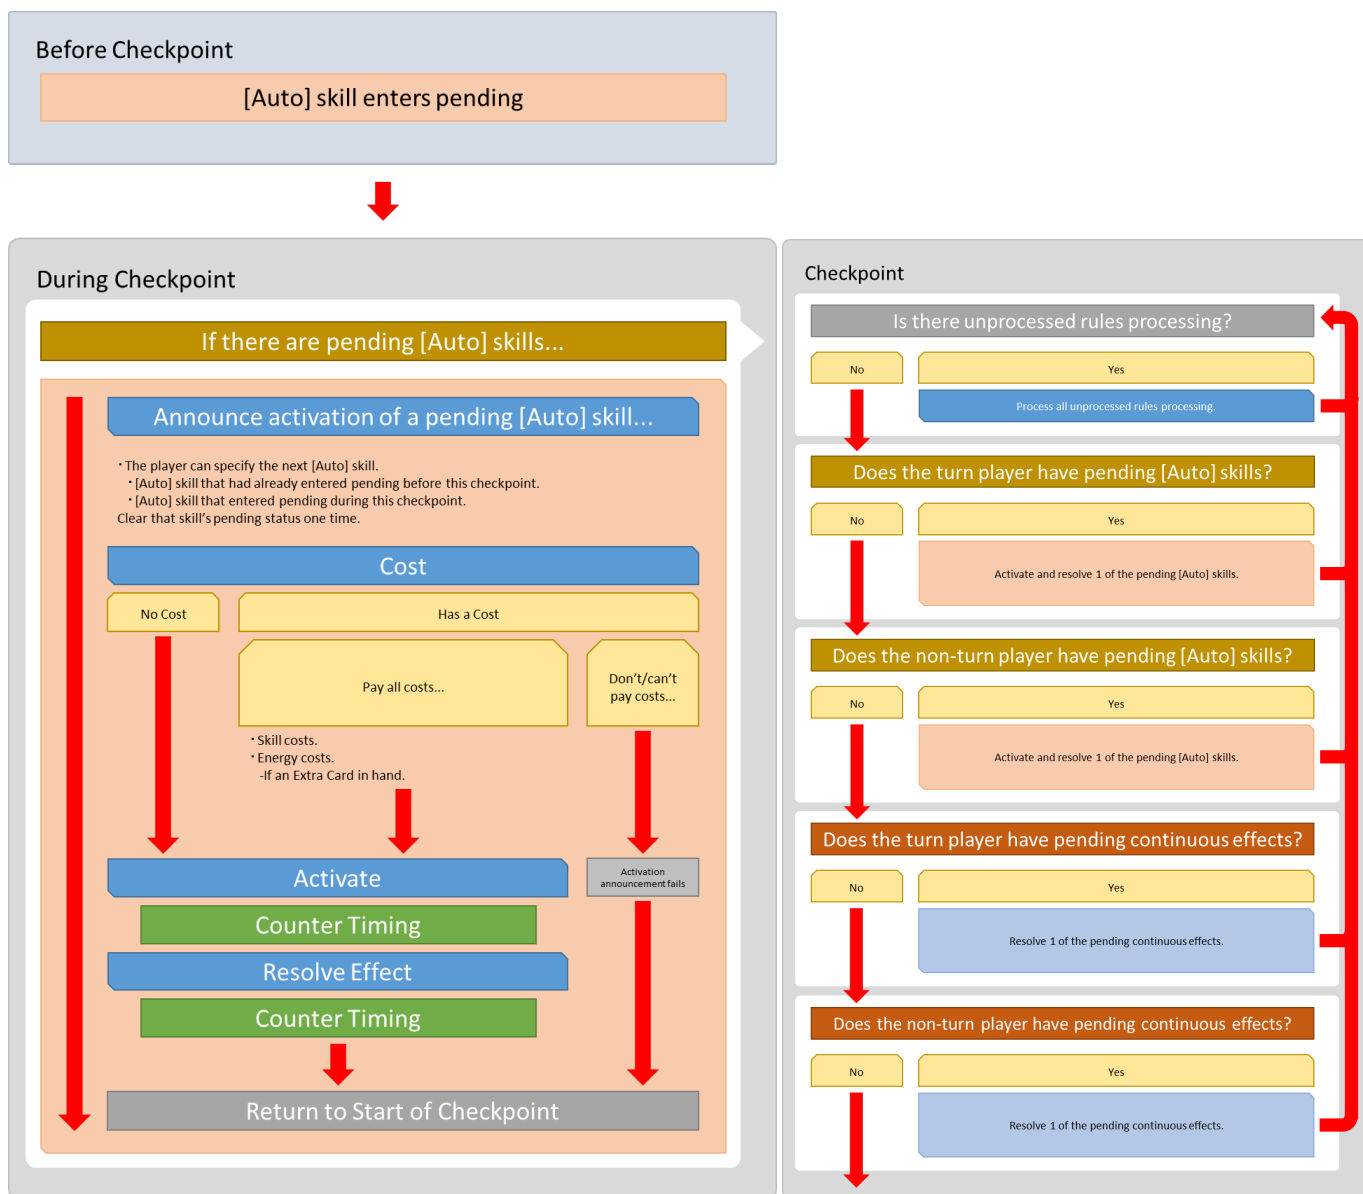 Before Checkpoint
[Auto] skill enters pending
During Checkpoint
If there are pending [Auto] skills...
Announce activation of a pending [Auto] skill...
・The player can specify the next [Auto] skill.
・[Auto] skill that had already entered pending before this checkpoint.
・[Auto] skill that entered pending during this checkpoint.
Clear that skill's pending status one time.
Cost
No Cost
Has a Cost
Pay all costs...
Don't/can't
pay costs...
・Skill costs.
・Energy costs.
-If an Extra Card in hand.
Activate
Activation
announcement fails
Counter Timing
Resolve Effect
Counter Timing
Return to Start of Checkpoint
Checkpoint
Is there unprocessed rules processing?
No
Yes
Process all unprocessed rules processing.
Does the turn player have pending [Auto] skills?
No
Yes
Activate and resolve 1 of the pending [Auto] skills.
Does the non-turn player have pending [Auto] skills?
No
Yes
Activate and resolve 1 of the pending [Auto] skills.
Does the turn player have pending continuous effects?
No
Yes
Resolve 1 of the pending continuous effects.
Does the non-turn player have pending continuous effects?
No
Yes
Resolve 1 of the pending continuous effects.